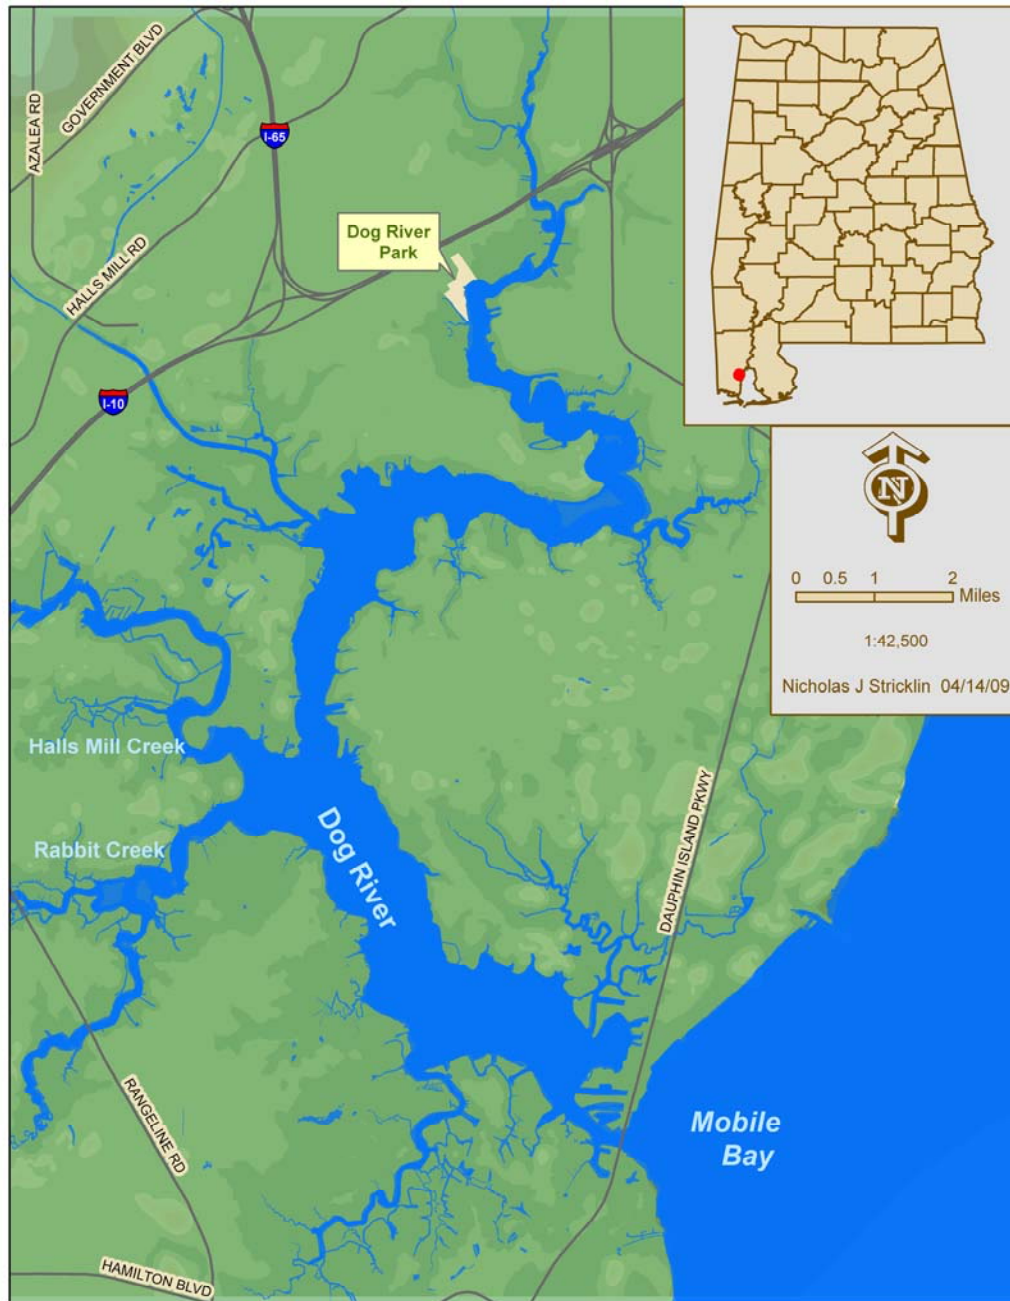 GOVERNMENT BLVD
AZALEA RD
I-65
Dog River
Park
HALLS MILL RD
I-10
N
0 0.5 1 2
Miles
1:42,500
Nicholas J Stricklin 04/14/09
Halls Mill Creek
Rabbit Creek
Dog River
DAUPHIN ISLAND PKWY
RANGELINE RD
Mobile
Bay
HAMILTON BLVD